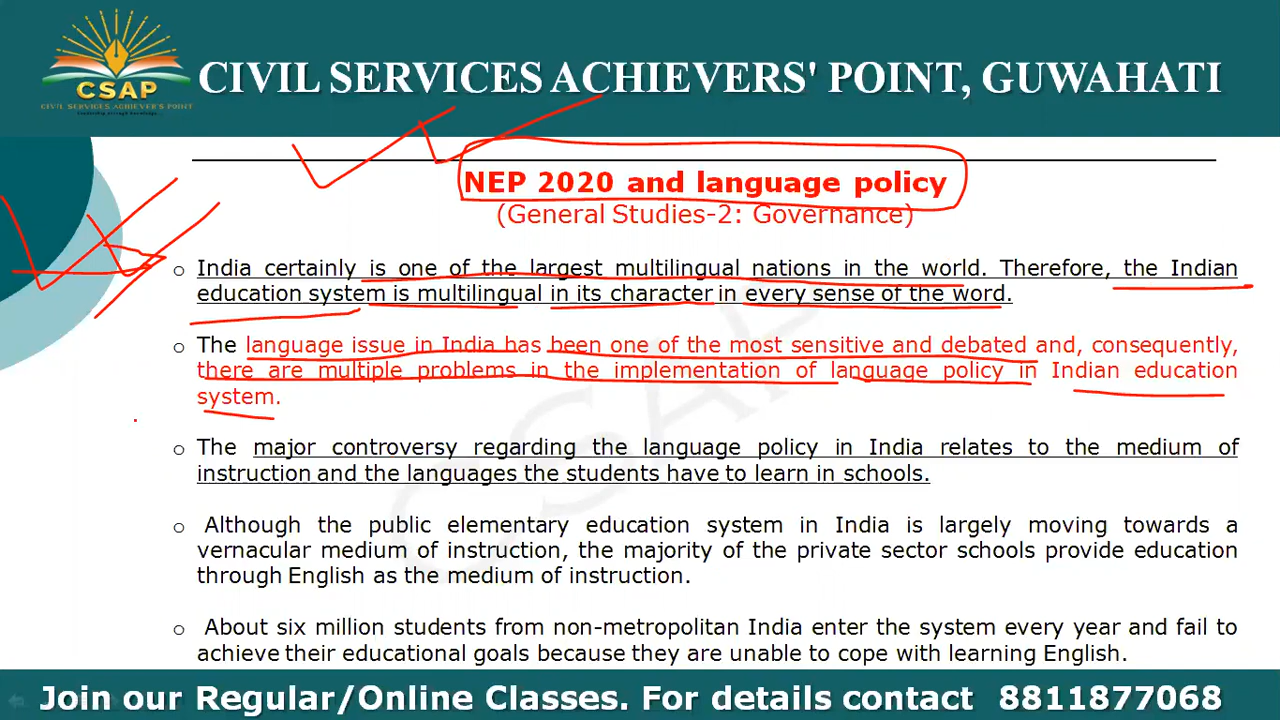 CSAP
CIVIL SERVICES ACHIEVER'S POINT
CIVIL SERVICES ACHIEVERS' POINT, GUWAHATI
NEP 2020 and language policy
(General Studies-2: Governance)
o India certainly is one of the largest multilingual nations in the world. Therefore, the Indian
education system is multilingual in its character in every sense of the word.
o The language issue in India has been one of the most sensitive and debated and, consequently,
there are multiple problems in the implementation of language policy in Indian education
system.
o The major controversy regarding the language policy in India relates to the medium of
instruction and the languages the students have to learn in schools.
o Although the public elementary education system in India is largely moving towards a
vernacular medium of instruction, the majority of the private sector schools provide education
through English as the medium of instruction.
o About six million students from non-metropolitan India enter the system every year and fail to
achieve their educational goals because they are unable to cope with learning English.
CSAP
Join our Regular/Online Classes. For details contact 8811877068